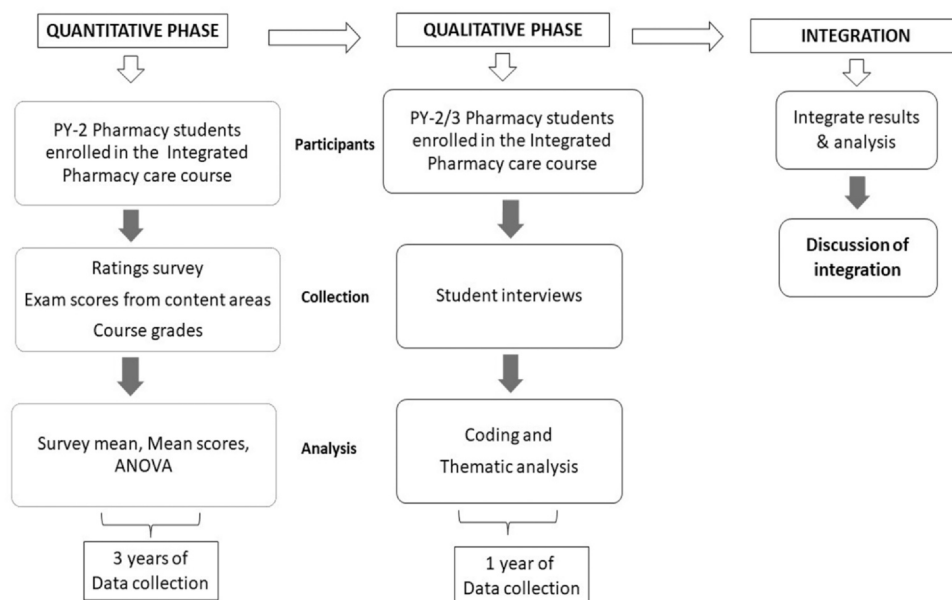 QUANTITATIVE PHASE
QUALITATIVE PHASE
INTEGRATION
PY-2 Pharmacy students
enrolled in the Integrated
Pharmacy care course
Participants
PY-2/3 Pharmacy students
enrolled in the Integrated
Pharmacy care course
Integrate results
& analysis
Ratings survey
Exam scores from content areas
Course grades
Collection
Student interviews
Discussion of
integration
Survey mean, Mean scores,
ANOVA
Analysis
Coding and
Thematic analysis
3 years of
Data collection
1 year of
Data collection